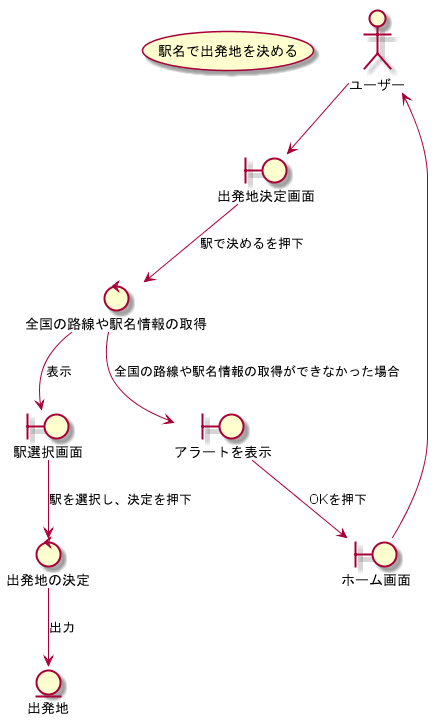 駅名で出発地を決める
ユーザー
出発地決定画面
駅で決めるを押下
全国の路線や駅名情報の取得
表示
全国の路線や駅名情報の取得ができなかった場合
駅選択画面
アラートを表示
駅を選択し、決定を押下
OKを押下
出発地の決定
ホーム画面
出力
出発地